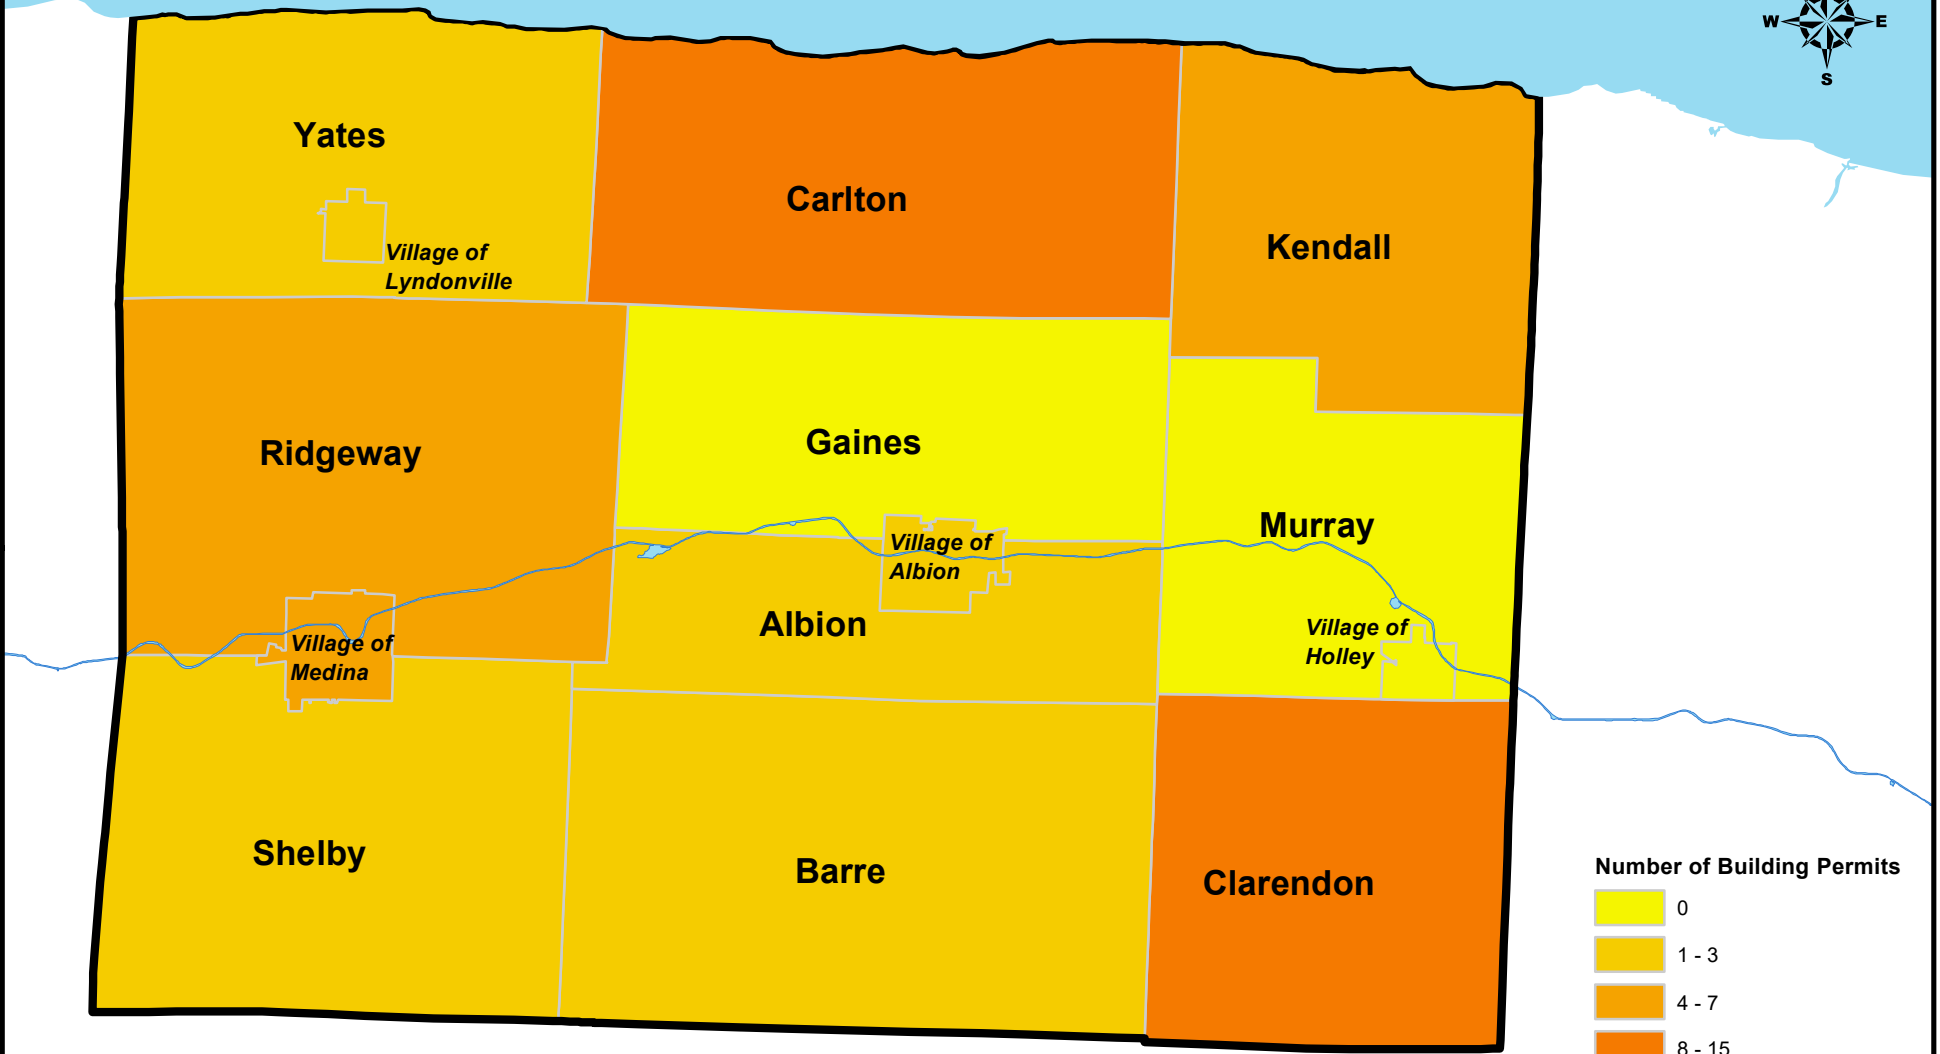 W E
S
Yates
Carlton
Kendall
Village of
Lyndonville
Ridgeway
Gaines
Murray
Village of
Albion
Albion
Village of
Holley
Village of
Medina
Shelby
Barre
Clarendon
Number of Building Permits
0
1 - 3
4 - 7
8 - 15